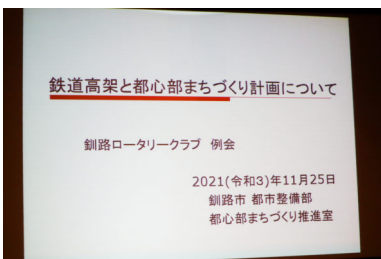 鉄道高架と都心部まちづくり計画について
釧路ロータリークラブ 例会
2021(令和3)年11月25日
釧路市 都市整備部
都心部まちづくり推進室